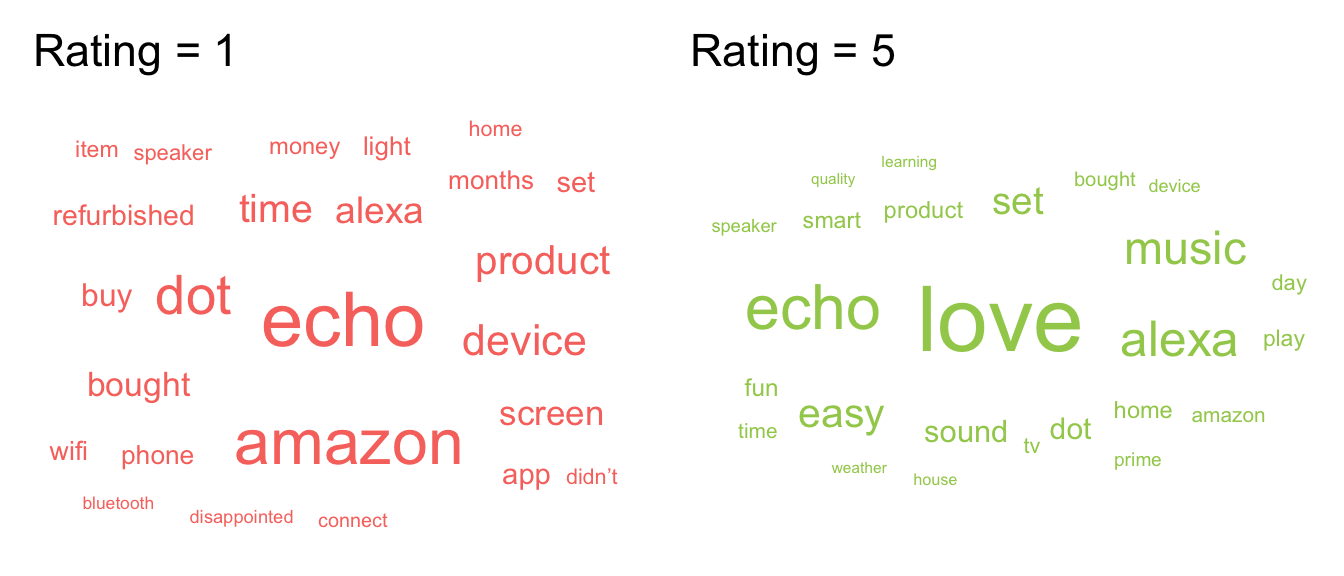 Rating = 1
home
item speaker money light
months set
refurbished time alexa
product
buy dot echo
device
bought
screen
amazon
wifi phone
app didn’t
bluetooth
disappointed connect
Rating = 5
learning
quality bought device
speaker smart product set
music
day
echo love
alexa play
fun
easy home amazon
time sound tv dot
prime
weather house